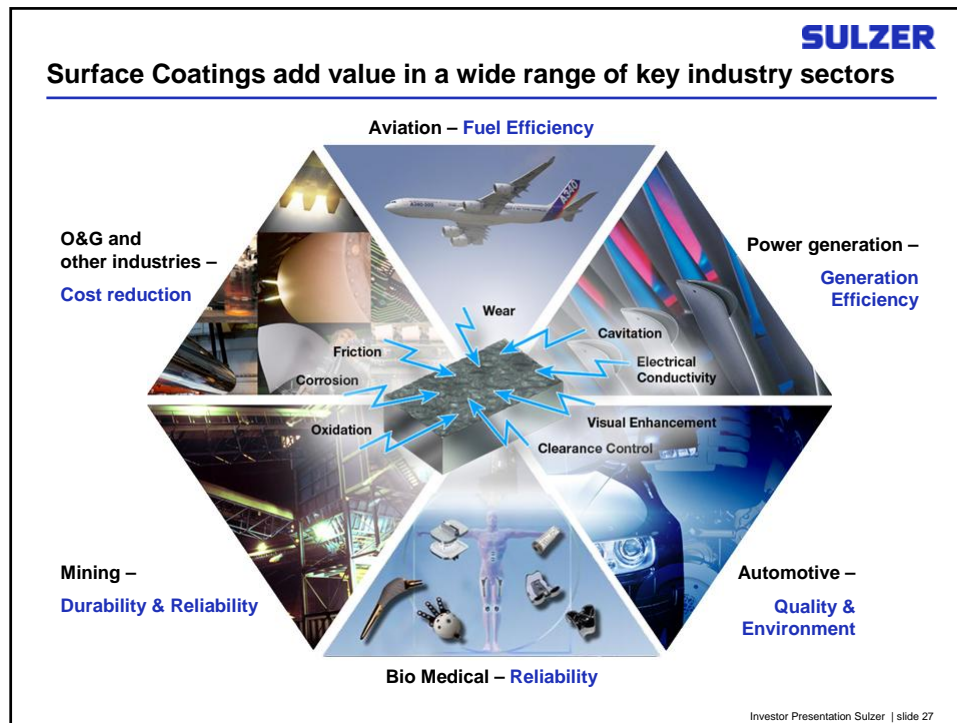 SULZER
Surface Coatings add value in a wide range of key industry sectors
Aviation – Fuel Efficiency
O&G and
other industries –
Cost reduction
Power generation –
Generation
Efficiency
A340
Wear
Friction
Corrosion
Oxidation
Cavitation
Electrical
Conductivity
Visual Enhancement
Clearance Control
Mining –
Durability & Reliability
Automotive –
Quality &
Environment
Bio Medical – Reliability
Investor Presentation Sulzer | slide 27